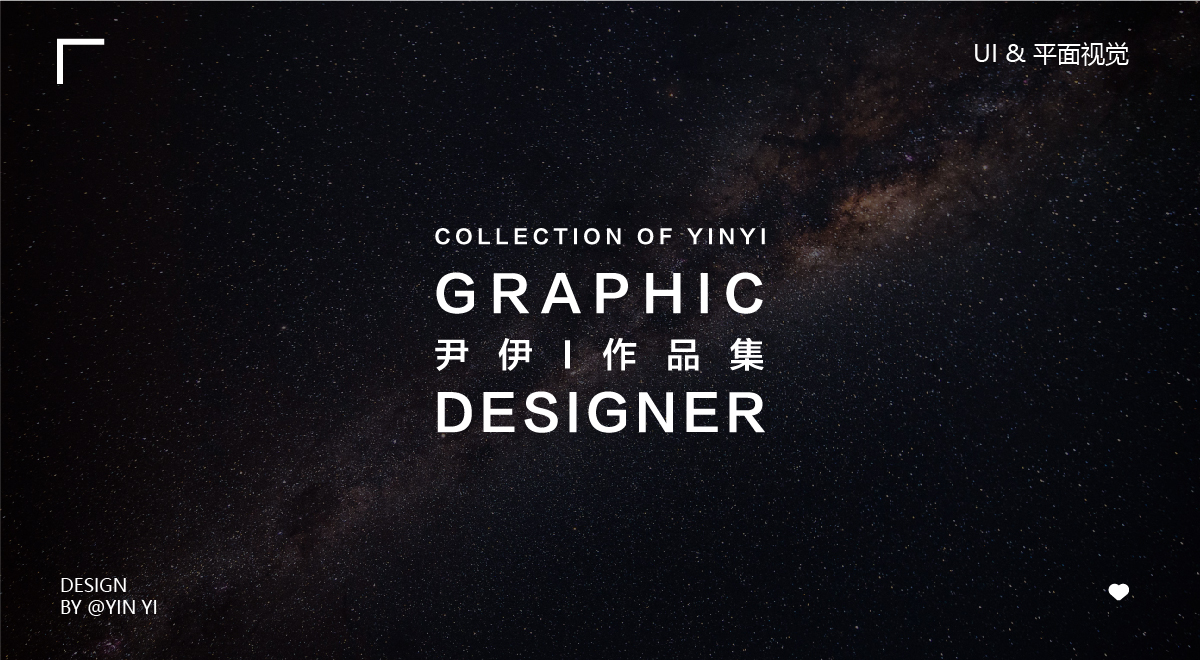 UI & 平面视觉
COLLECTION OF YINYI
GRAPHIC
尹伊 I 作品集
DESIGNER
DESIGN
BY @YIN YI